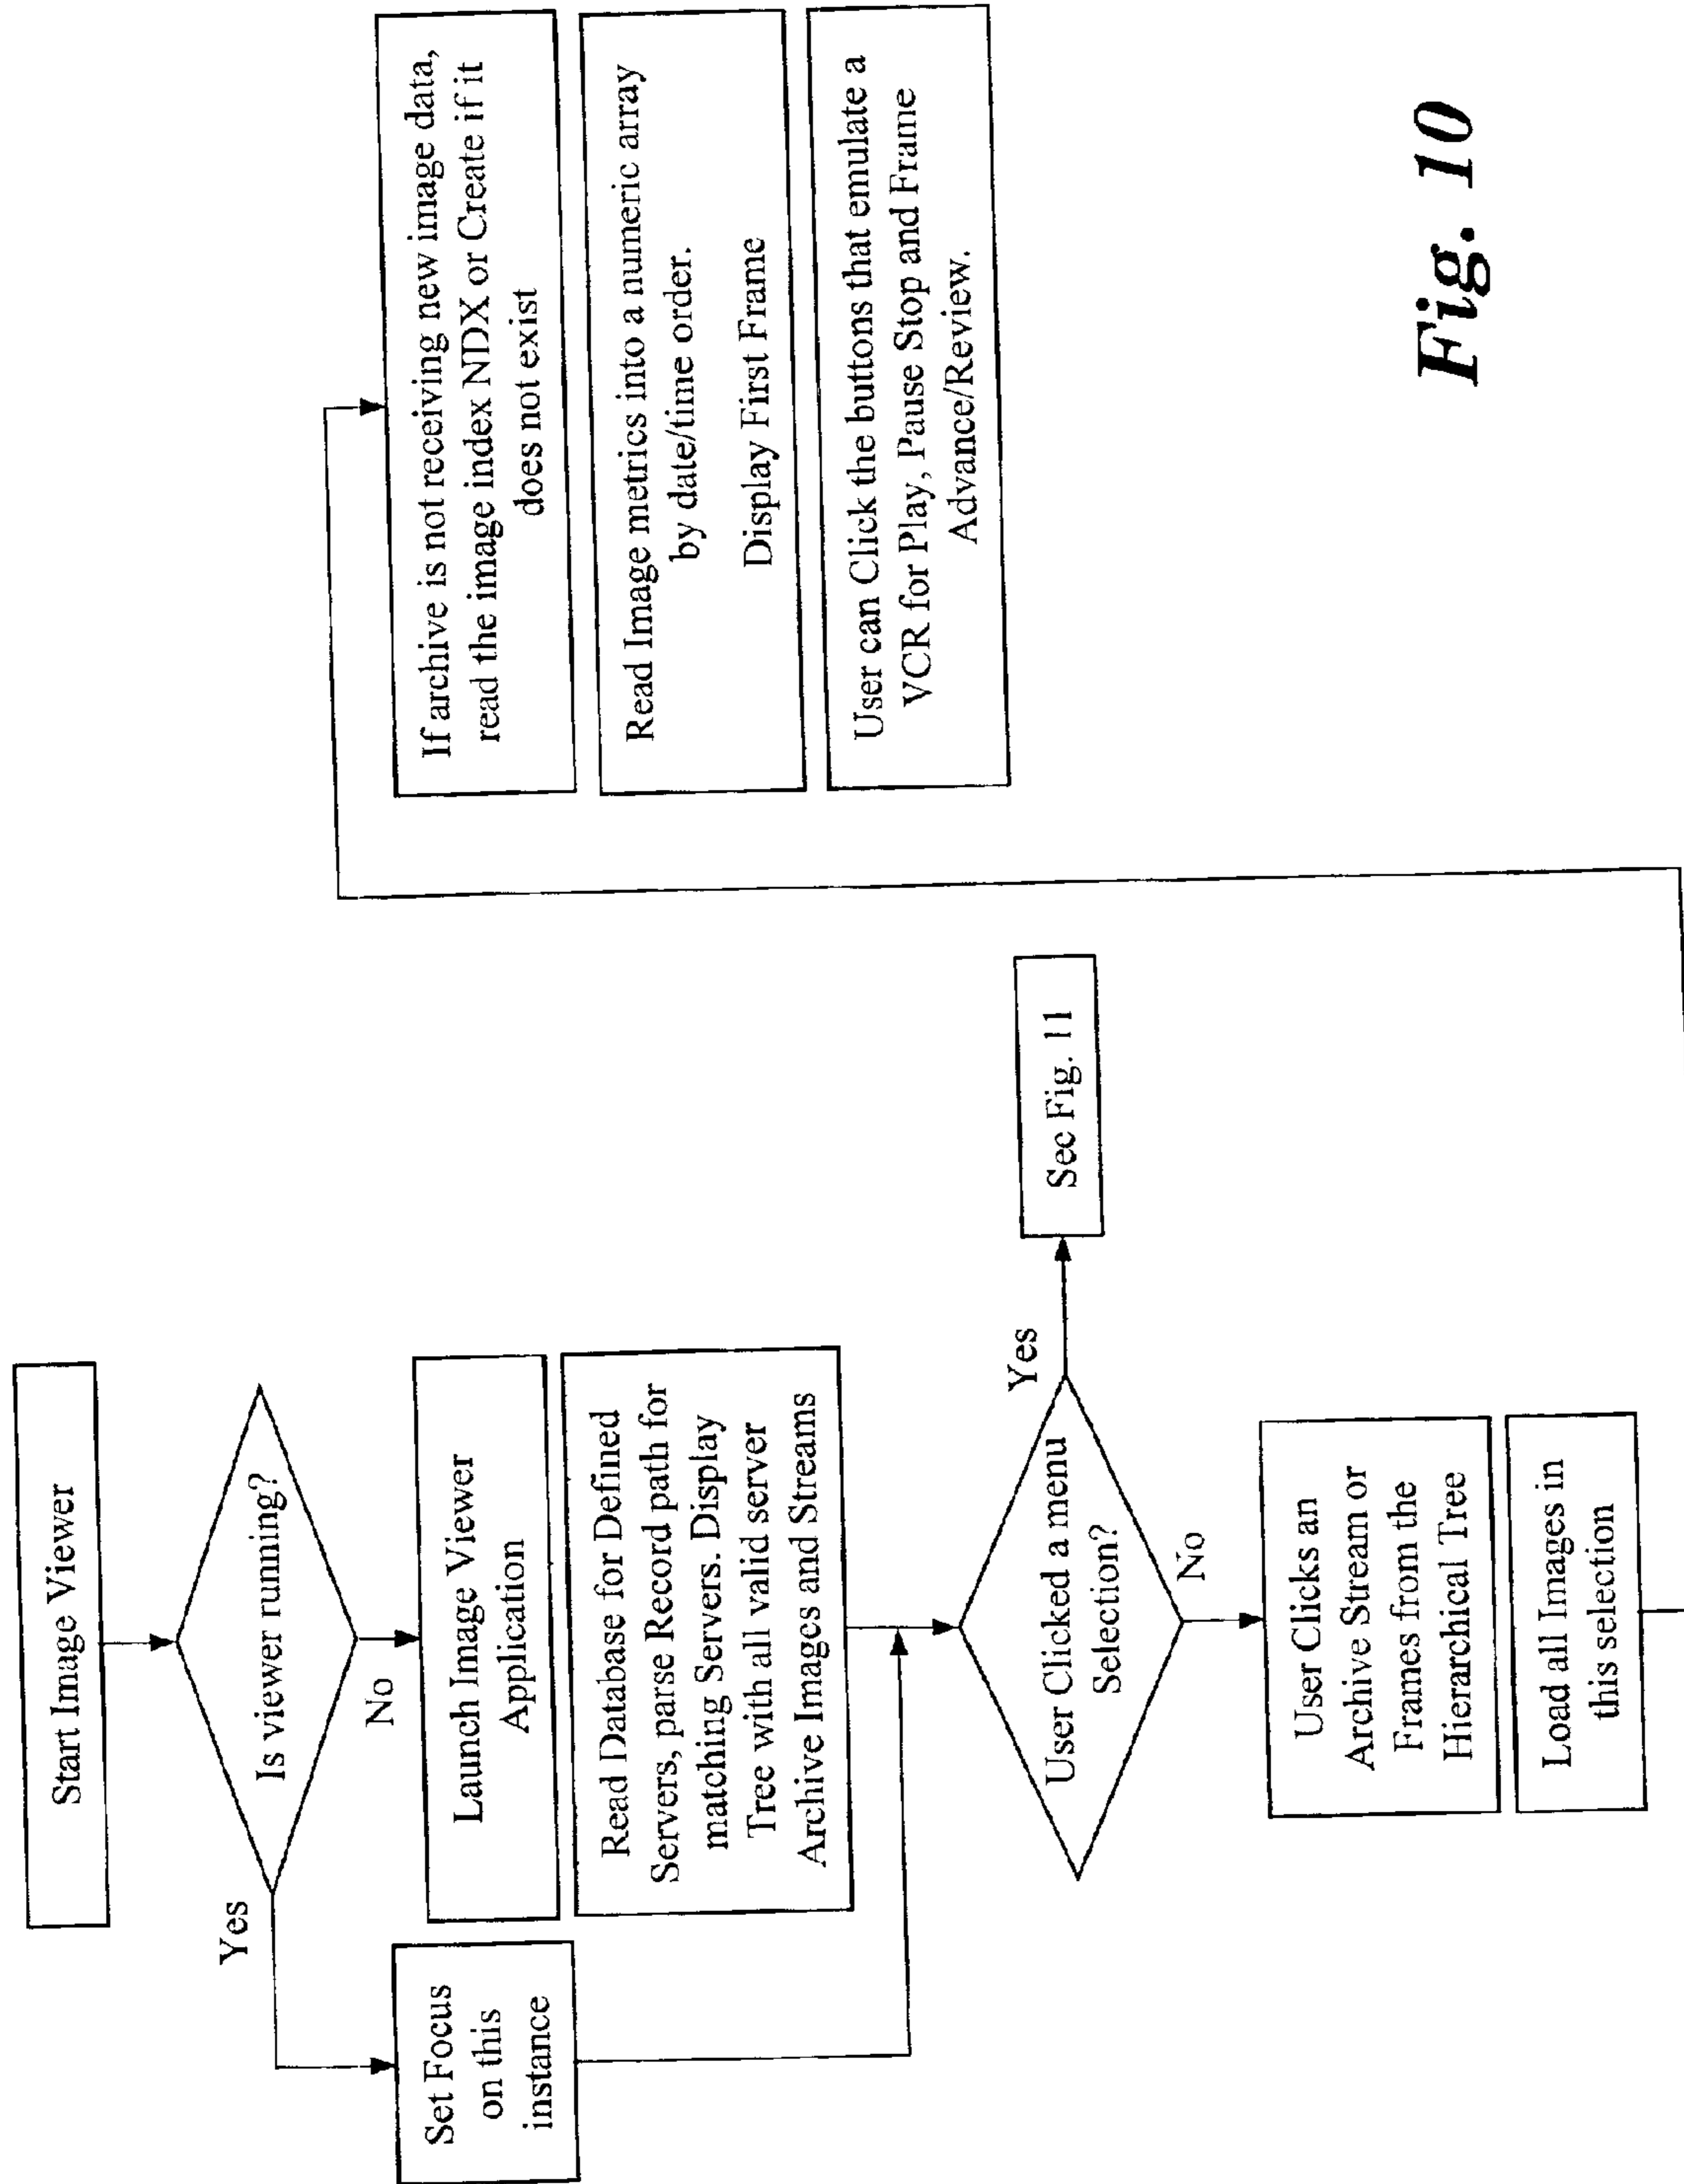 Start Image Viewer
Is viewer running?
Yes
No
Set Focus
on this
instance
Launch Image Viewer
Application
Read Database for Defined
Servers, parse Record path for
matching Servers. Display
Tree with all valid server
Archive Images and Streams
User Clicked a menu
Selection?
Yes
See Fig. 11
No
User Clicks an
Archive Stream or
Frames from the
Hierarchical Tree
Load all Images in
this selection
If archive is not receiving new image data,
read the image index NDX or Create if it
does not exist
Read Image metrics into a numeric array
by date/time order.
Display First Frame
User can Click the buttons that emulate a
VCR for Play, Pause Stop and Frame
Advance/Review.
Fig. 10